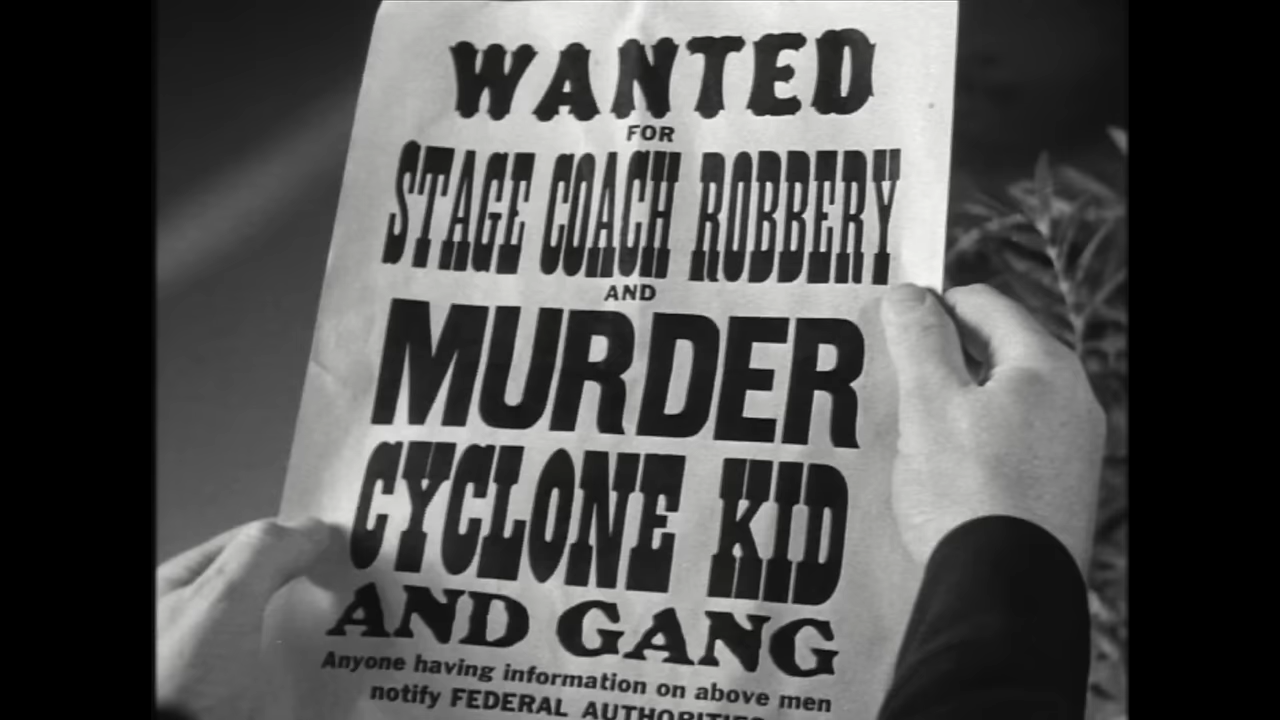 WANTED
FOR
STAGE COACH ROBBERY
AND
MURDER
CYCLONE KID
AND GANG
Anyone having information on above men
notify FEDERAL AUTHORITIES